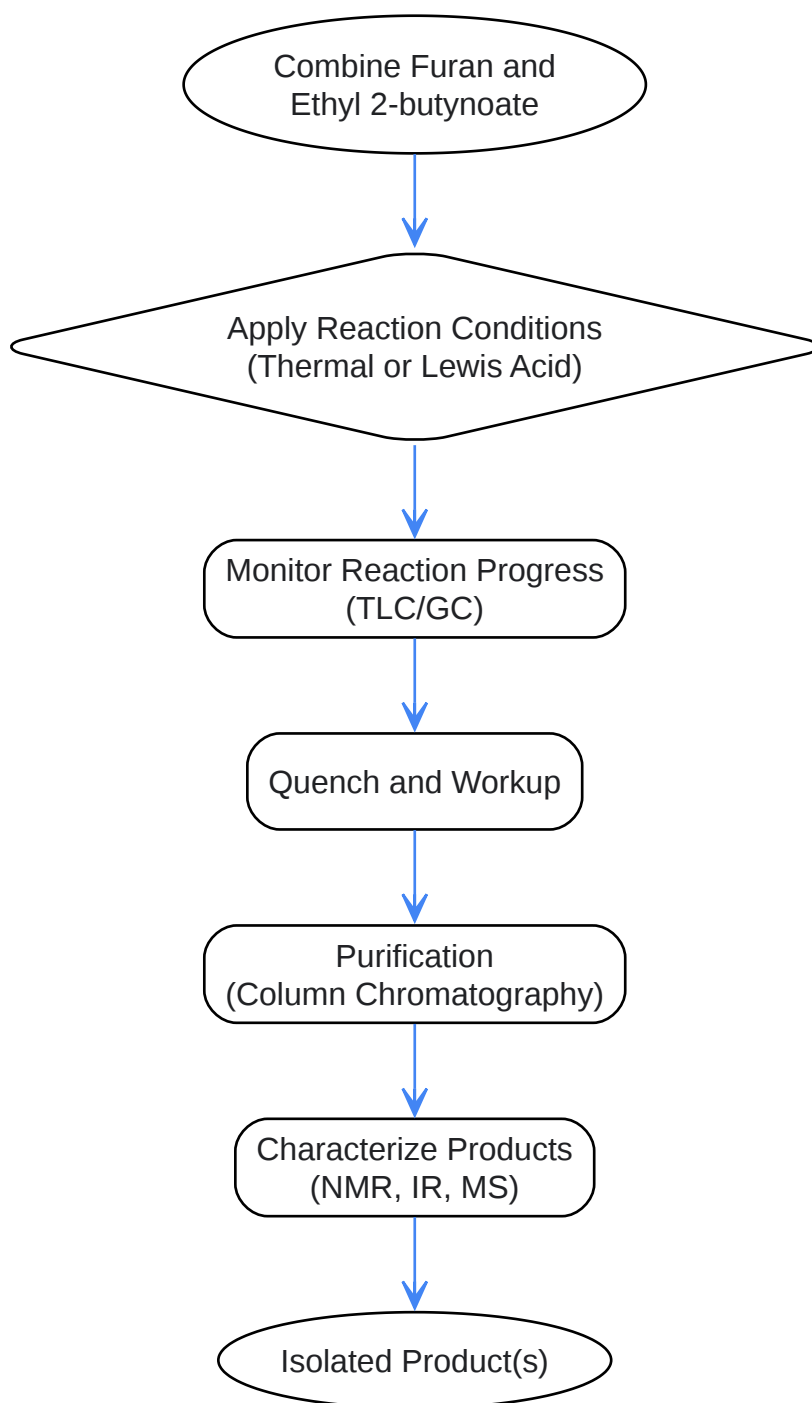 Combine Furan and
Ethyl 2-butynoate
Apply Reaction Conditions
(Thermal or Lewis Acid)
Monitor Reaction Progress
(TLC/GC)
Quench and Workup
Purification
(Column Chromatography)
Characterize Products
(NMR, IR, MS)
Isolated Product(s)